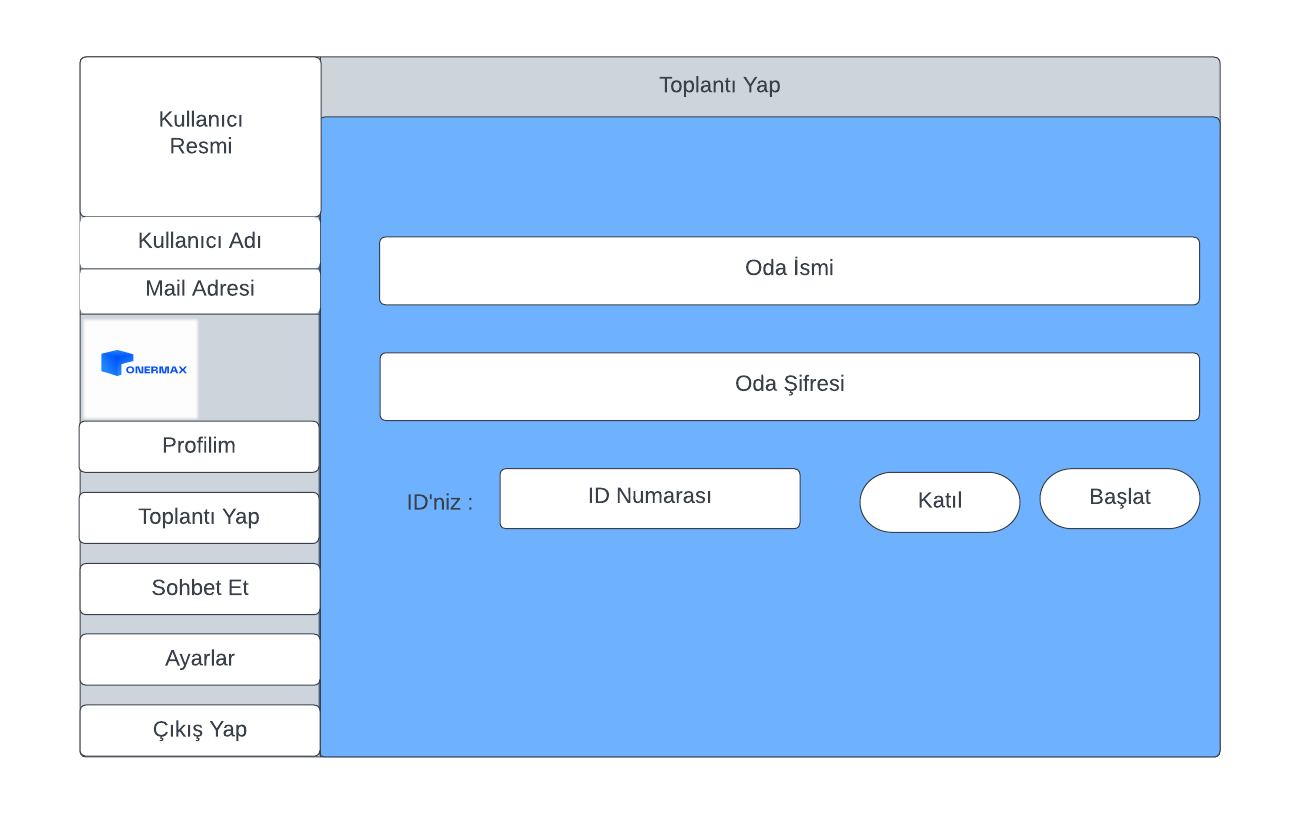 Kullanıcı
Resmi
Kullanıcı Adı
Mail Adresi
ONERMAX
Profilim
Toplantı Yap
Sohbet Et
Ayarlar
Çıkış Yap
Toplantı Yap
Oda İsmi
Oda Şifresi
ID'niz :
ID Numarası
Katıl
Başlat